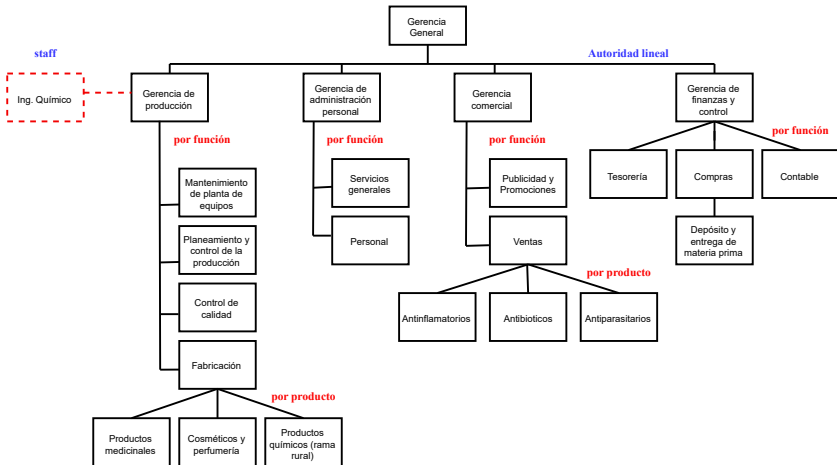 Gerencia
General
staff
Autoridad lineal
Ing. Químico
Gerencia de
producción
Gerencia de
administración
personal
Gerencia
comercial
Gerencia de
finanzas y
control
por función
por función
por función
por función
Mantenimiento
de planta de
equipos
Servicios
generales
Publicidad y
Promociones
Tesorería
Compras
Contable
Planeamiento y
control de la
producción
Personal
Ventas
Depósito y
entrega de
materia prima
por producto
Control de
calidad
Antinflamatorios
Antibioticos
Antiparasitarios
Fabricación
por producto
Productos
medicinales
Cosméticos y
perfumería
Productos
químicos (rama
rural)